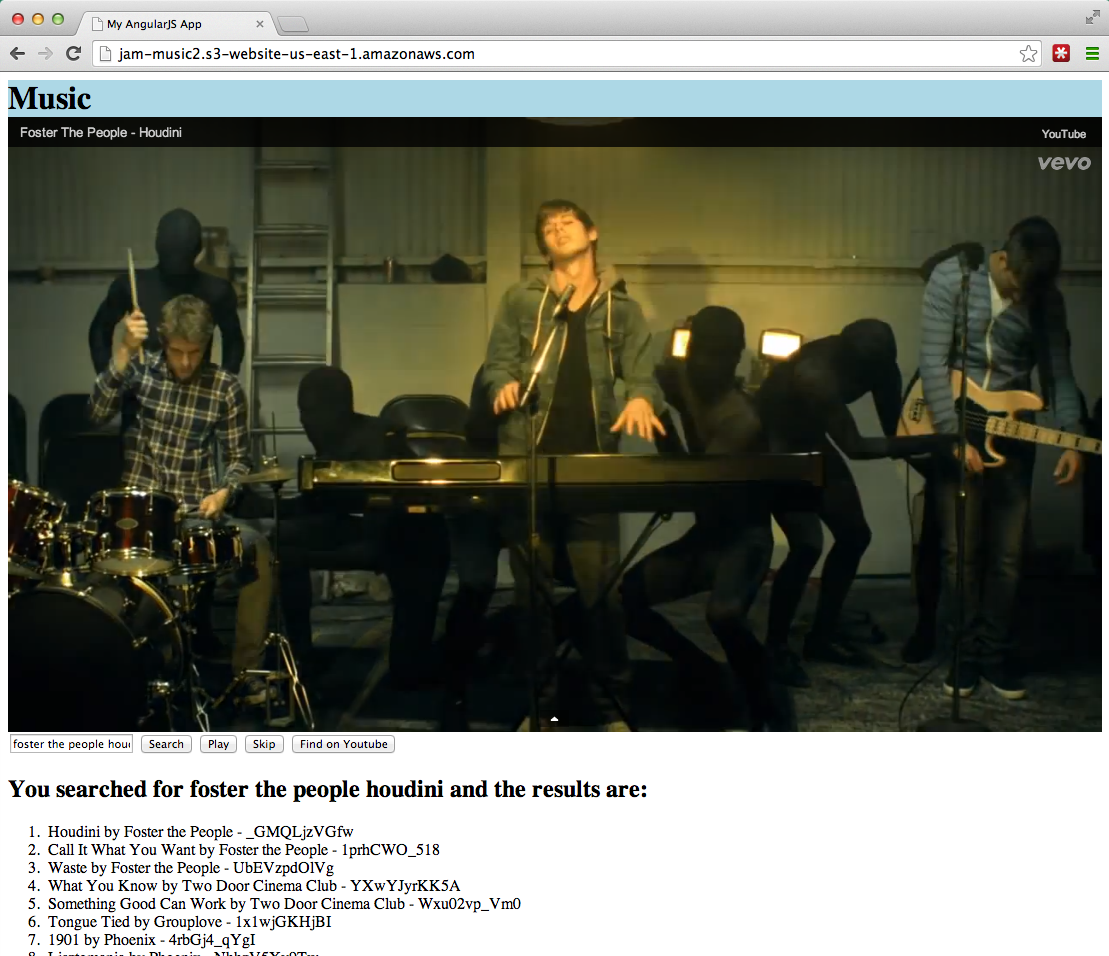 My AngularJS App
jam-music2.s3-website-us-east-1.amazonaws.com
Music
Foster The People - Houdini
YouTube
vevo
foster the people houd
Search
Play
Skip
Find on Youtube
You searched for foster the people houdini and the results are:
1. Houdini by Foster the People - _GMQLjzVGfw
2. Call It What You Want by Foster the People - 1prhCWO_518
3. Waste by Foster the People - UbEVzpdOlVg
4. What You Know by Two Door Cinema Club - YXwYJyrKK5A
5. Something Good Can Work by Two Door Cinema Club - Wxu02vp_Vm0
6. Tongue Tied by Grouplove - 1x1wjGKHjBI
7. 1901 by Phoenix - 4rbGj4_qYgI
8. Lisztomania by Phoenix -